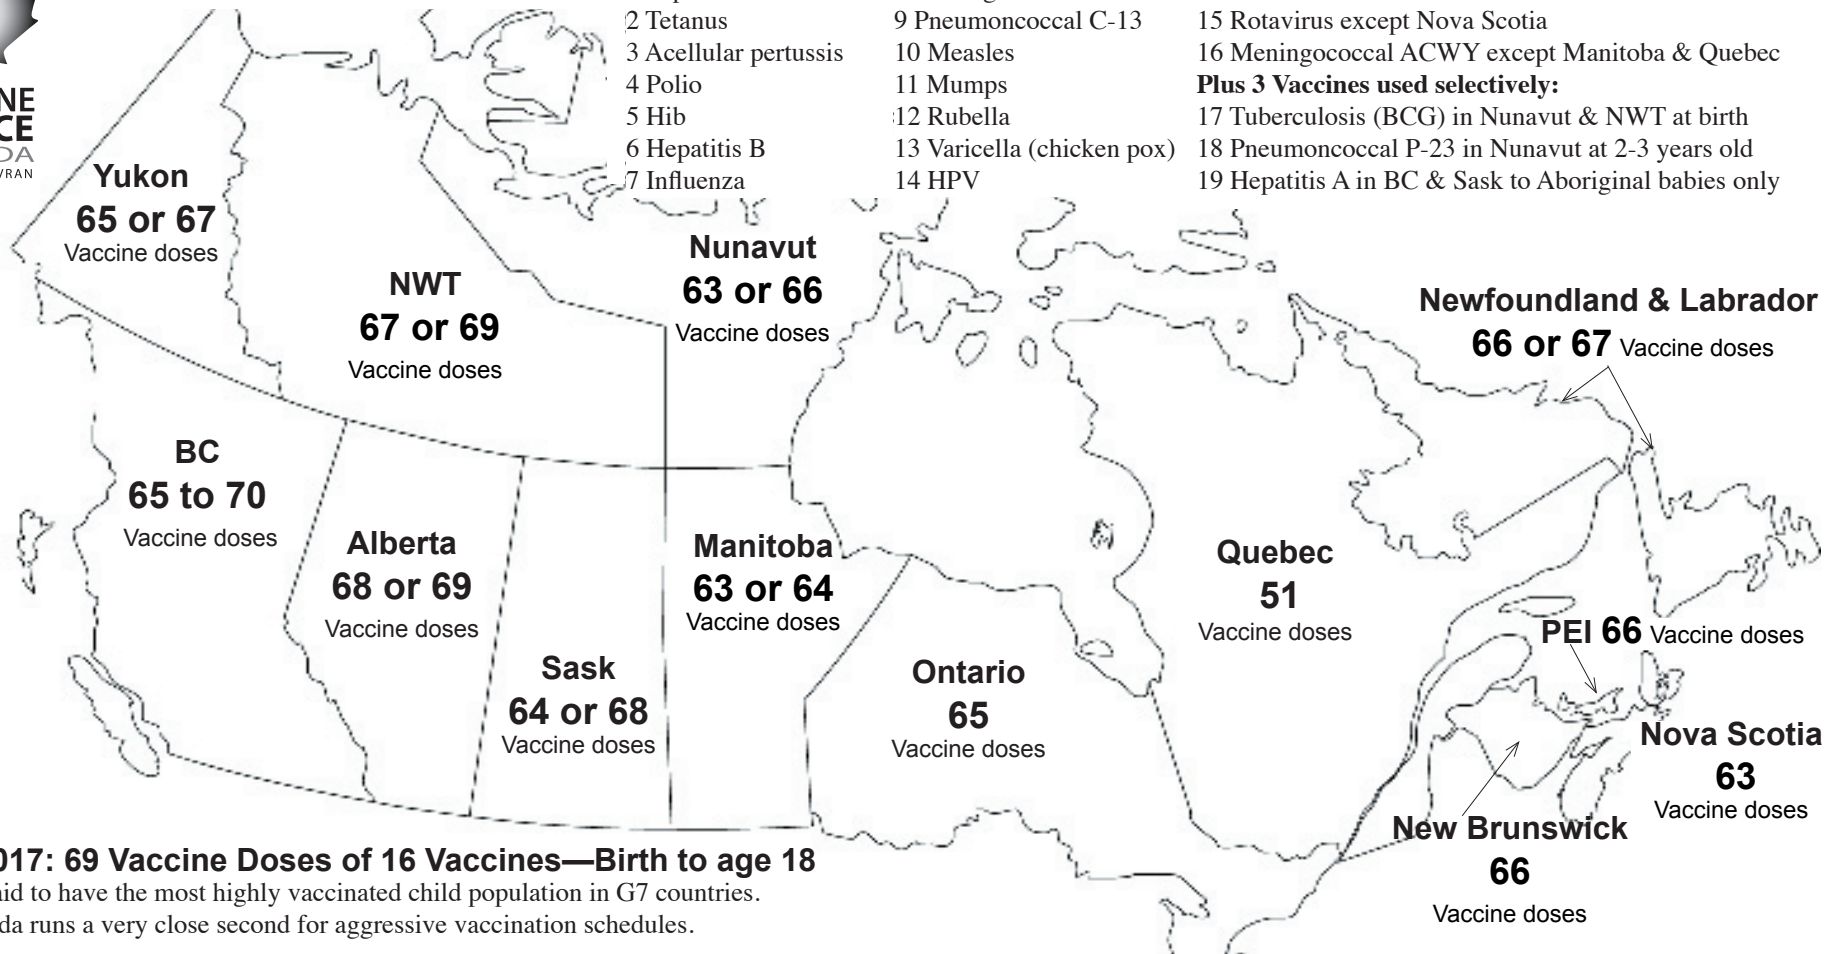 2 Tetanus
3 Acellular pertussis
4 Polio
5 Hib
6 Hepatitis B
7 Influenza
9 Pneumoncoccal C-13
10 Measles
11 Mumps
12 Rubella
13 Varicella (chicken pox)
14 HPV
15 Rotavirus except Nova Scotia
16 Meningococcal ACWY except Manitoba & Quebec
Plus 3 Vaccines used selectively:
17 Tuberculosis (BCG) in Nunavut & NWT at birth
18 Pneumoncoccal P-23 in Nunavut at 2-3 years old
19 Hepatitis A in BC & Sask to Aboriginal babies only
NE
CE
DA
VRAN
Yukon
65 or 67
Vaccine doses
NWT
67 or 69
Vaccine doses
Nunavut
63 or 66
Vaccine doses
Newfoundland & Labrador
66 or 67 Vaccine doses
BC
65 to 70
Vaccine doses
Alberta
68 or 69
Vaccine doses
Sask
64 or 68
Vaccine doses
Manitoba
63 or 64
Vaccine doses
Ontario
65
Vaccine doses
Quebec
51
Vaccine doses
PEI 66 Vaccine doses
Nova Scotia
63
Vaccine doses
New Brunswick
66
Vaccine doses
017: 69 Vaccine Doses of 16 Vaccines—Birth to age 18
aid to have the most highly vaccinated child population in G7 countries.
da runs a very close second for aggressive vaccination schedules.